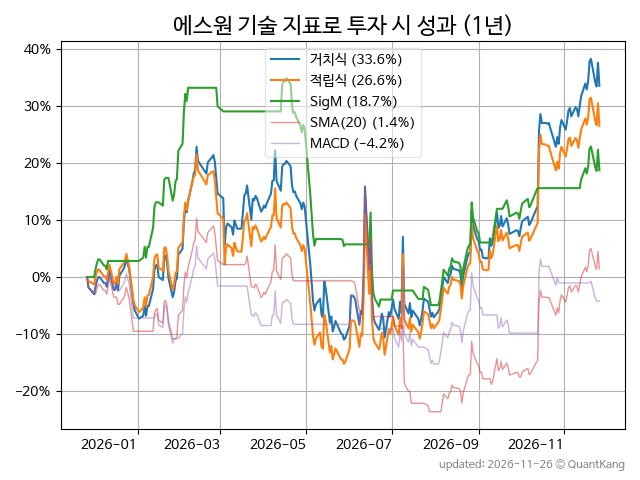 에스원 기술 지표로 투자 시 성과 (1년)
거치식 (33.6%)
적립식 (26.6%)
SigM (18.7%)
SMA(20) (1.4%)
MACD (−4.2%)
40%
30%
20%
10%
0%
−10%
−20%
2026-01 2026-03 2026-05 2026-07 2026-09 2026-11
updated: 2026-11-26 ⓒ QuantKang